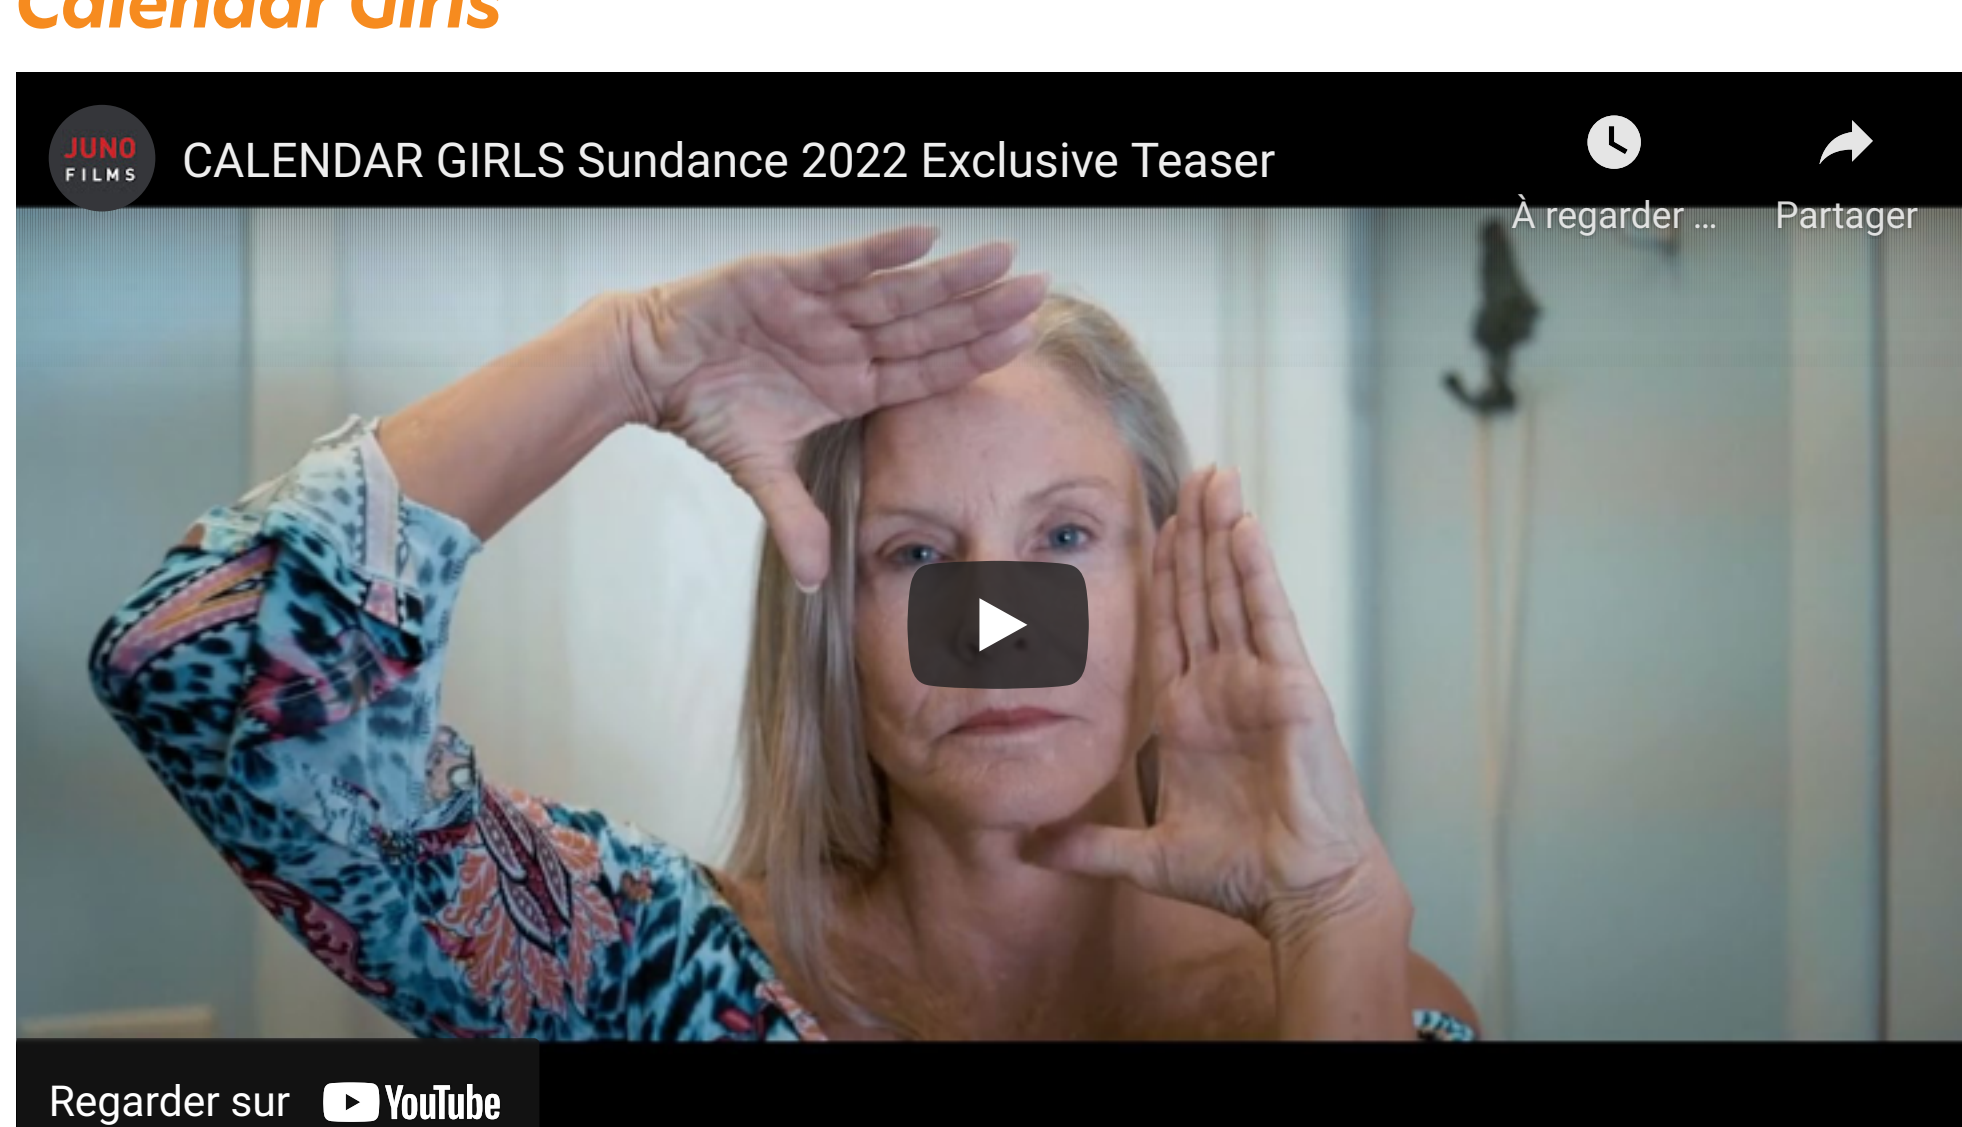 Calendar Girls
JUNO
FILMS
CALENDAR GIRLS Sundance 2022 Exclusive Teaser
À regarder ...
Partager
Regarder sur YouTube